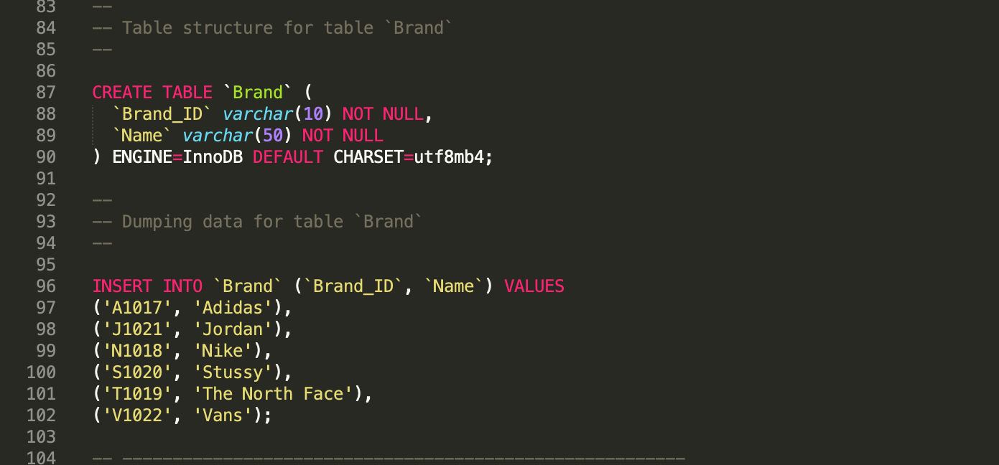 83 --
84 -- Table structure for table `Brand`
85 --
86
87 CREATE TABLE `Brand` (
88   `Brand_ID` varchar(10) NOT NULL,
89   `Name` varchar(50) NOT NULL
90 ) ENGINE=InnoDB DEFAULT CHARSET=utf8mb4;
91
92 --
93 -- Dumping data for table `Brand`
94 --
95
96 INSERT INTO `Brand` (`Brand_ID`, `Name`) VALUES
97 ('A1017', 'Adidas'),
98 ('J1021', 'Jordan'),
99 ('N1018', 'Nike'),
100 ('S1020', 'Stussy'),
101 ('T1019', 'The North Face'),
102 ('V1022', 'Vans');
103
104 -- --------------------------------------------------------